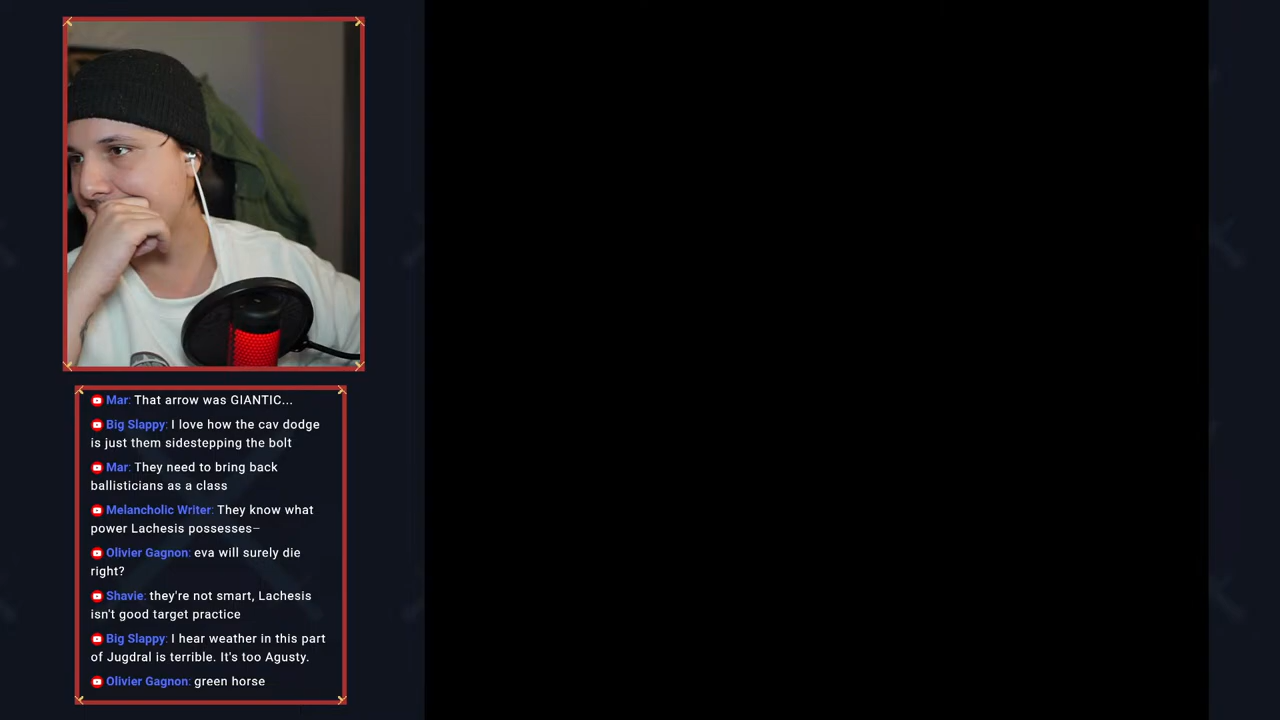 Mar: That arrow was GIANTIC...
Big Slappy: I love how the cav dodge
is just them sidestepping the bolt
Mar: They need to bring back
ballisticians as a class
Melancholic Writer: They know what
power Lachesis possesses–
Olivier Gagnon: eva will surely die
right?
Shavie: they're not smart, Lachesis
isn't good target practice
Big Slappy: I hear weather in this part
of Jugdral is terrible. It's too Agusty.
Olivier Gagnon: green horse